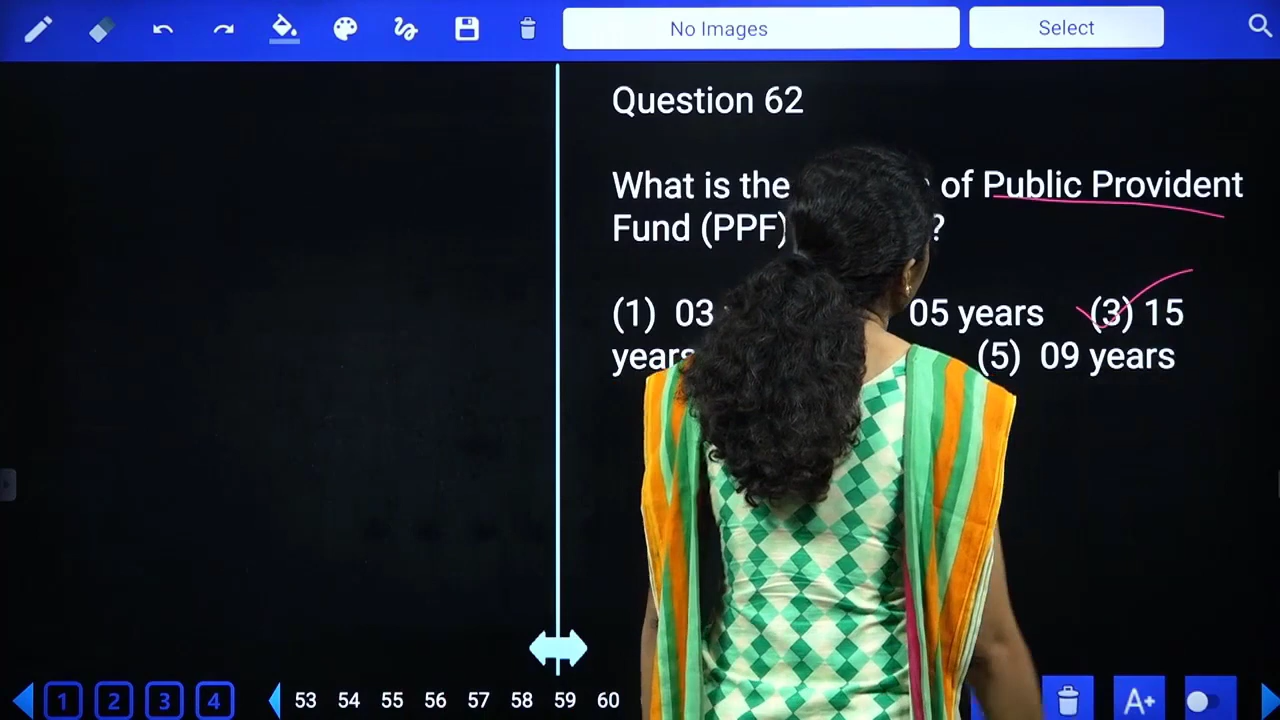 No Images
Select
Question 62
What is the of Public Provident
Fund (PPF) ?
(1) 03 05 years (3) 15
years (5) 09 years
1 2 3 4 53 54 55 56 57 58 59 60 A+